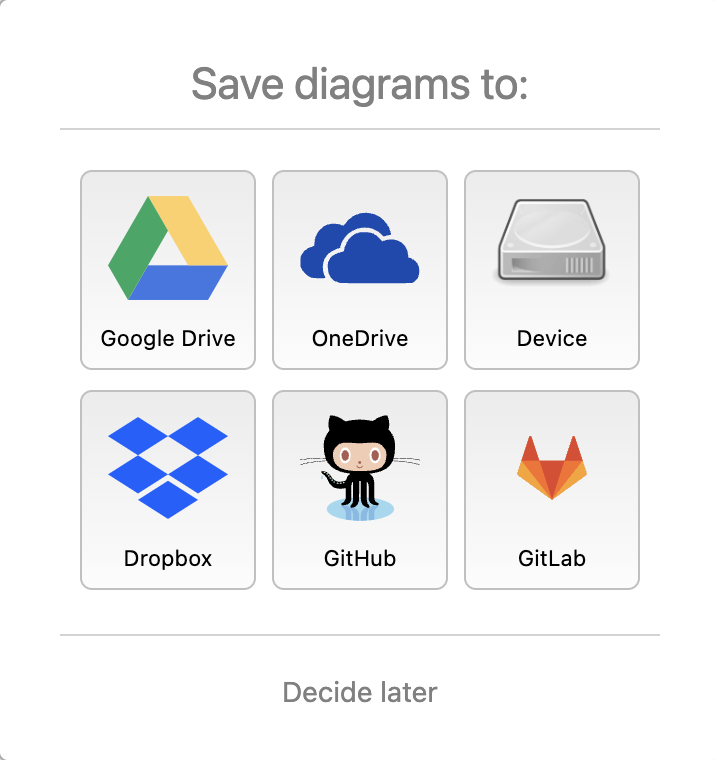 Save diagrams to:
Google Drive
OneDrive
Device
Dropbox
GitHub
GitLab
Decide later